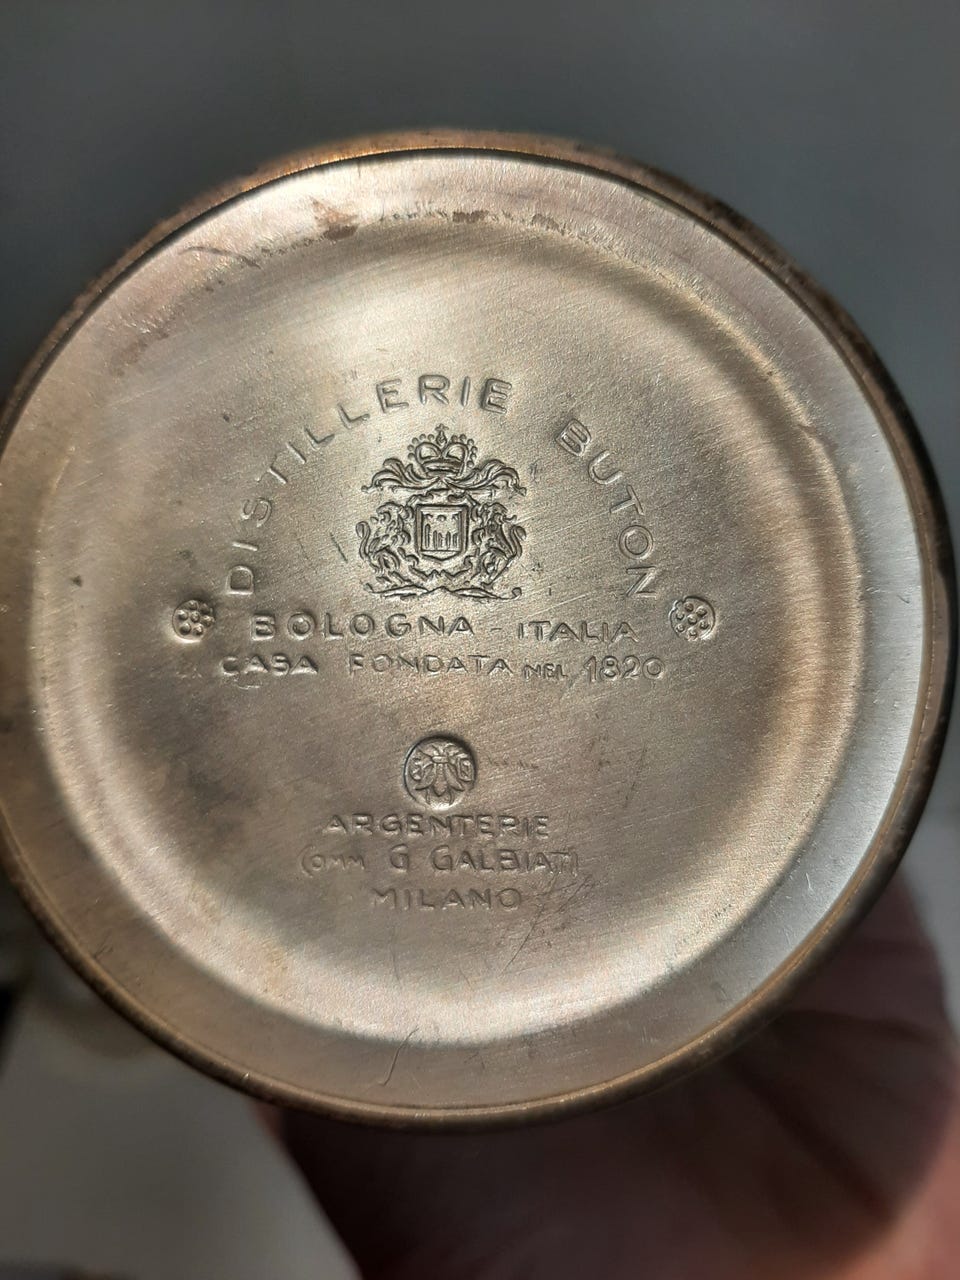 DISTILLERIE BUTON
BOLOGNA - ITALIA
CASA FONDATA NEL 1820
ARGENTERIE
COMM G GALBIATI
MILANO